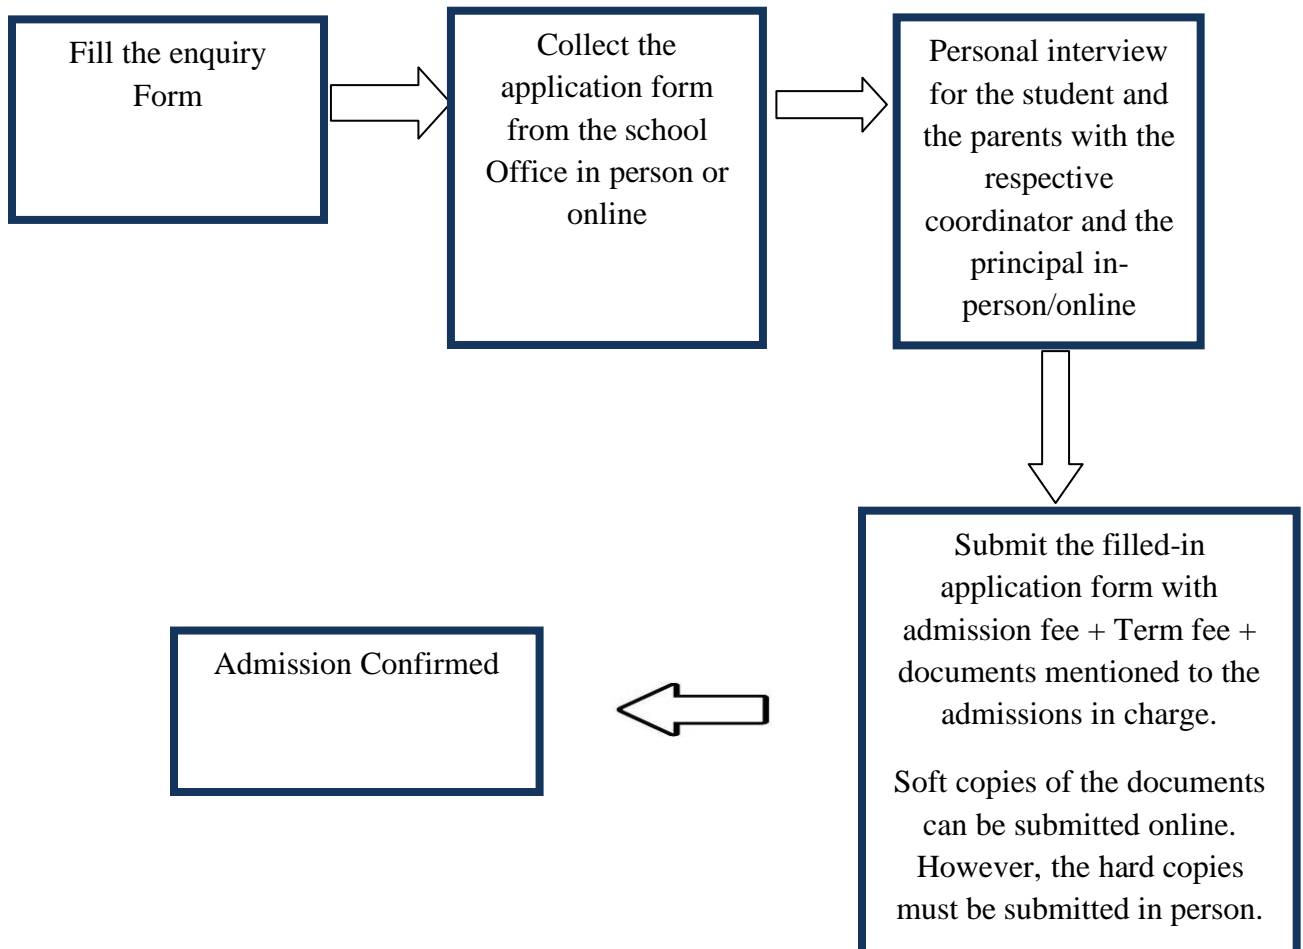 Fill the enquiry
Form
Collect the
application form
from the school
Office in person or
online
Personal interview
for the student and
the parents with the
respective
coordinator and the
principal in-
person/online
Submit the filled-in
application form with
admission fee + Term fee +
documents mentioned to the
admissions in charge.
Soft copies of the documents
can be submitted online.
However, the hard copies
must be submitted in person.
Admission Confirmed